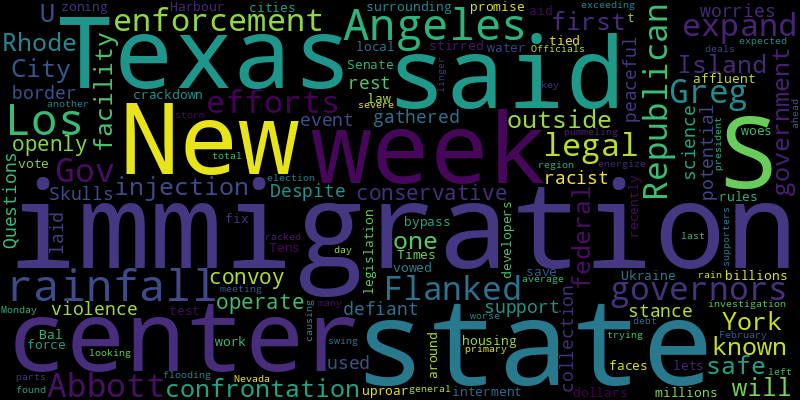 U zoning Harbour cities surrounding promise aid exceeding worries
enforcement Angeles first t expand
Rhode Texas said Officials tied deals expected
City local stirred water Senate rest linger peaceful Republican Island
border facility crackdown law severe Greg affluent government
another efforts gathered key
Los New week event outside science woes s ahead
openly storm pummeling potential president
vote total legal
Questions Gov election region energize racist
Skulls injection Despite conservative rules
laid immigration
fix legislation bypass developers recently supporters last
racked one Times federal
Tens day vowed save Ukraine rain billions
rainfall convoy meeting Flanked average governors
Monday violence test operate many defiant support collection stance investigation
center causing state worse debt York
Bal work swing housing trying February known
force looking used primary around faces lets safe left
Abbott flooding uproar
parts confrontation Nevada general interment dollars millions will
found